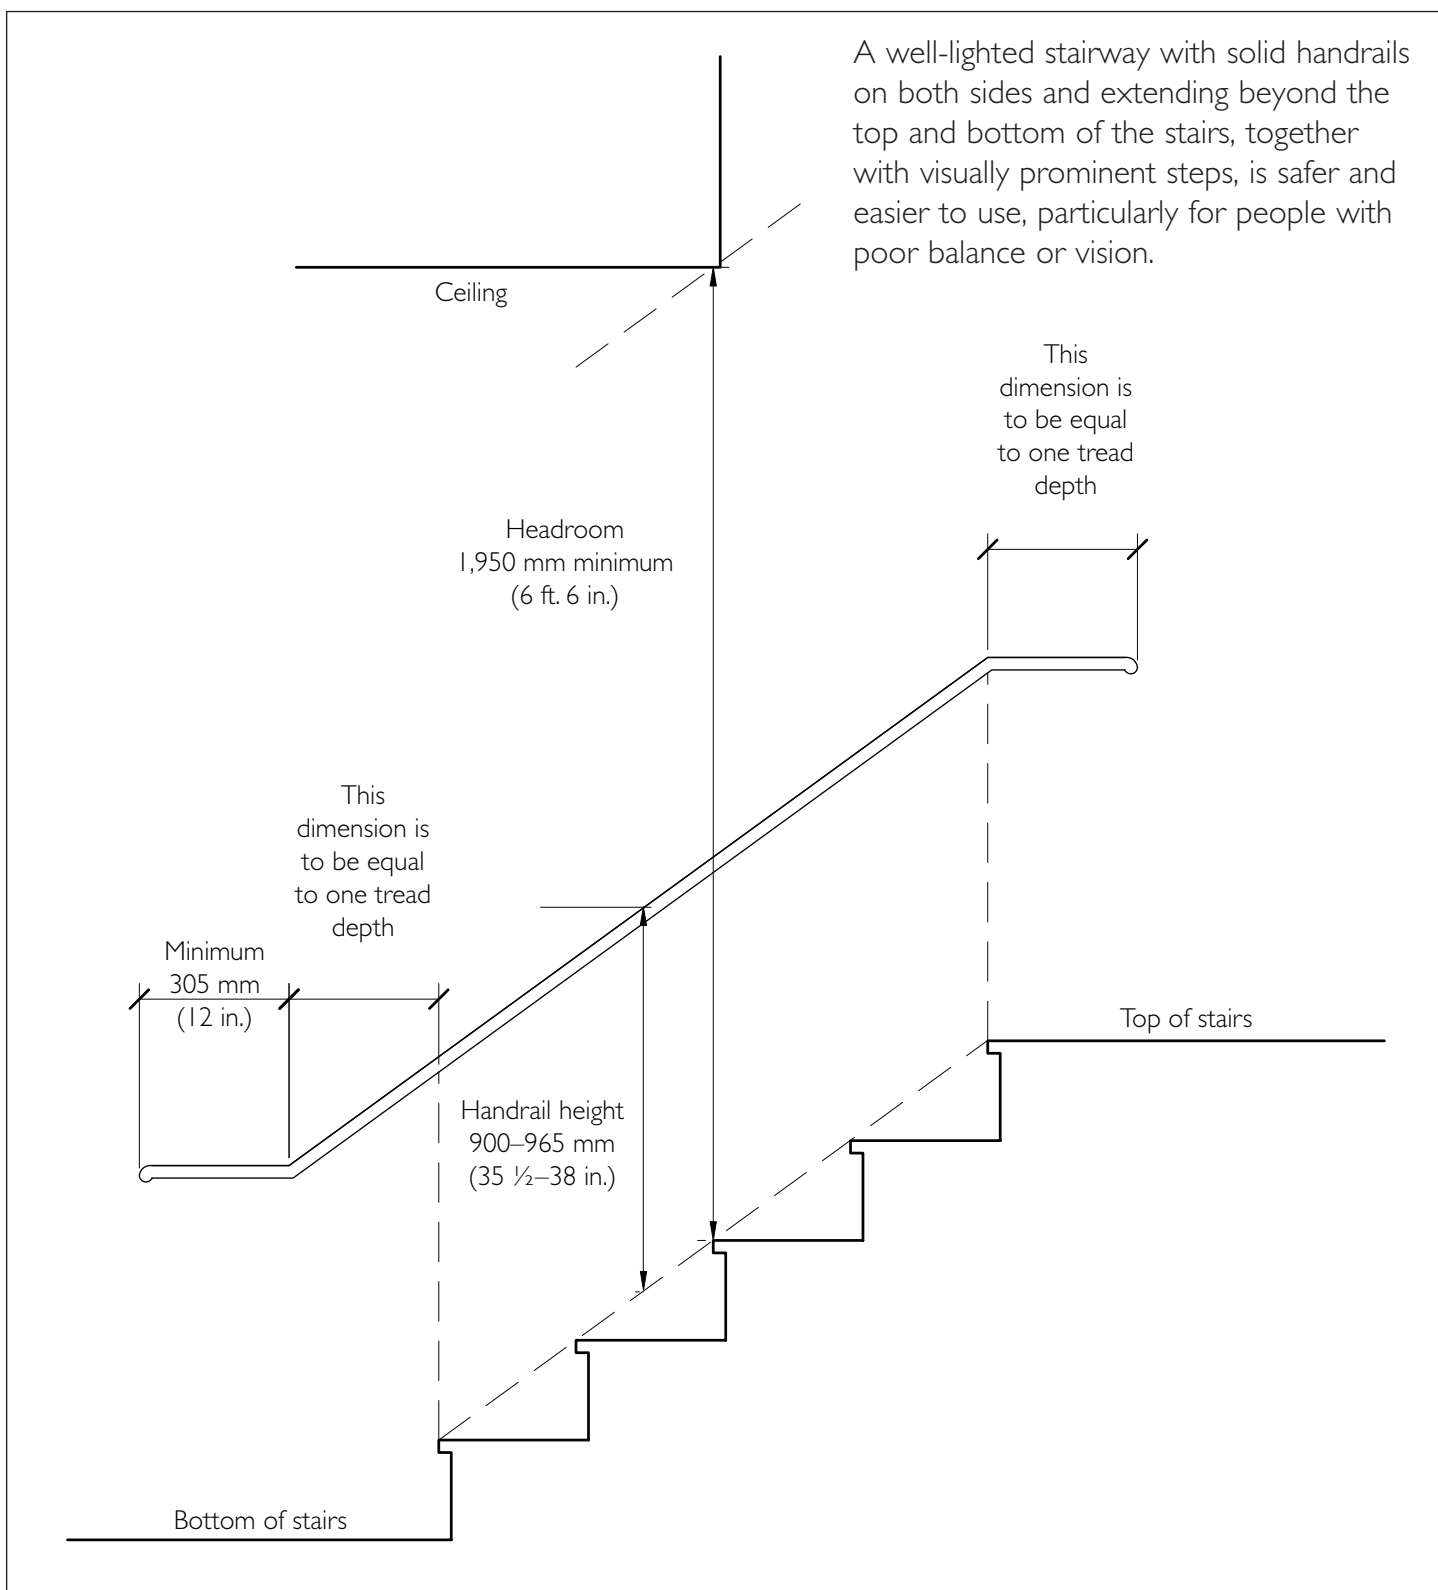 A well-lighted stairway with solid handrails
on both sides and extending beyond the
top and bottom of the stairs, together
with visually prominent steps, is safer and
easier to use, particularly for people with
poor balance or vision.
Ceiling
This
dimension is
to be equal
to one tread
depth
Headroom
1,950 mm minimum
(6 ft. 6 in.)
This
dimension is
to be equal
to one tread
depth
Minimum
305 mm
(12 in.)
Top of stairs
Handrail height
900–965 mm
(35 ½–38 in.)
Bottom of stairs